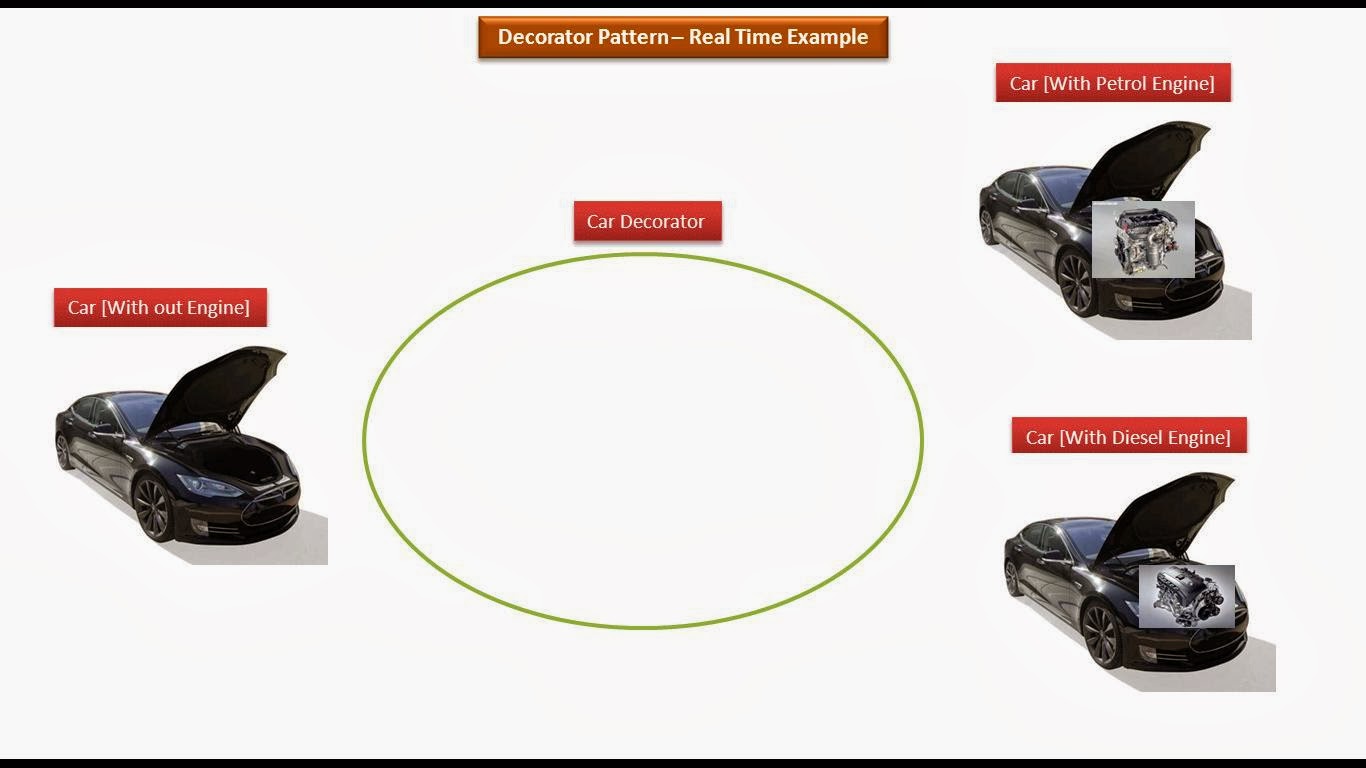 Decorator Pattern – Real Time Example
Car [With Petrol Engine]
Car Decorator
Car [With out Engine]
Car [With Diesel Engine]